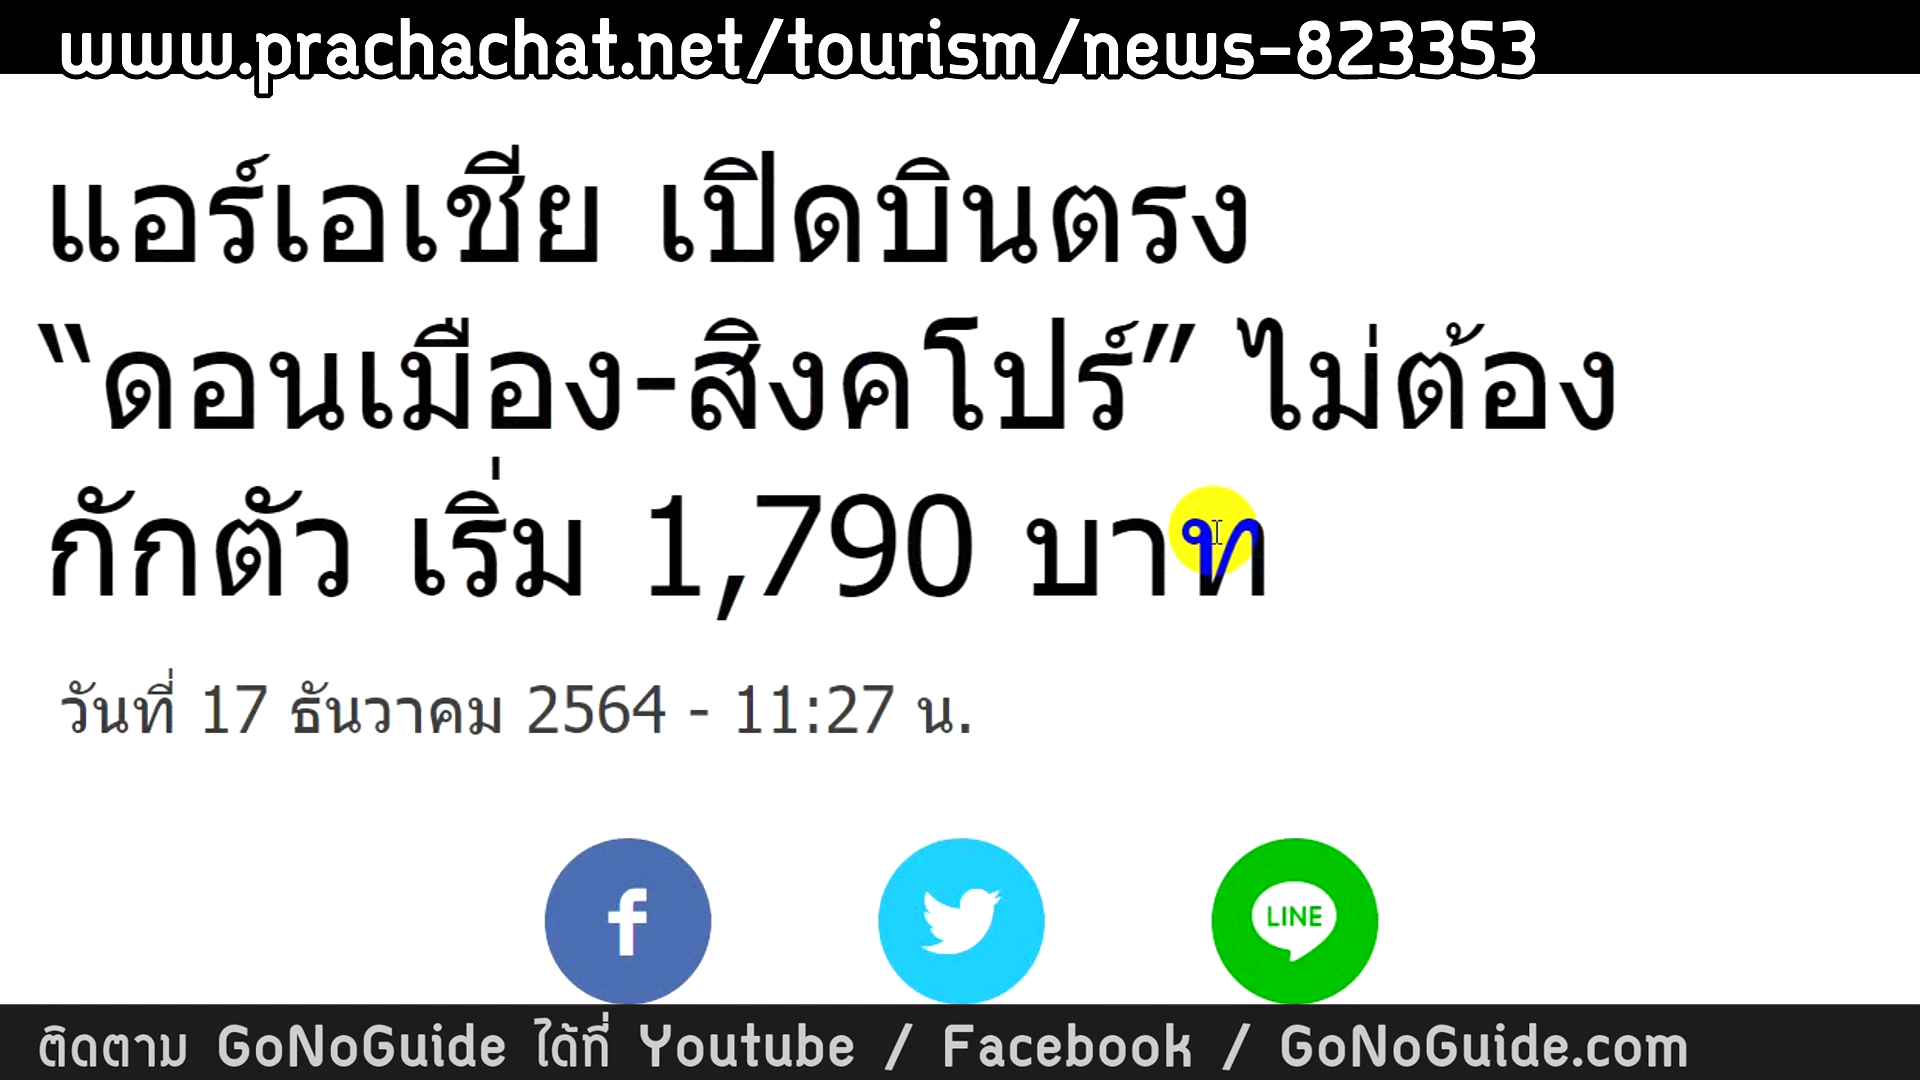 www.prachachat.net/tourism/news-823353
แอร์เอเชีย เปิดบินตรง
“ดอนเมือง-สิงคโปร์” ไม่ต้อง
กักตัว เริ่ม 1,790 บาท
วันที่ 17 ธันวาคม 2564 - 11:27 น.
f
LINE
ติดตาม GoNoGuide ได้ที่ Youtube / Facebook / GoNoGuide.com